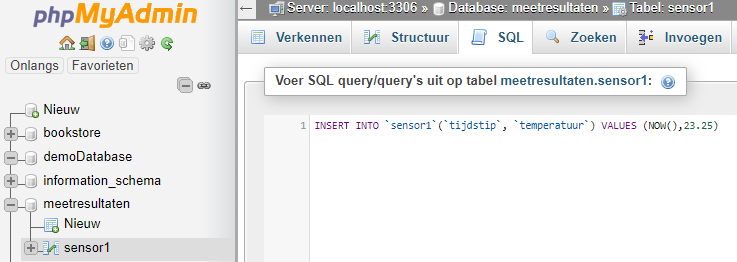 phpMyAdmin
Onlangs Favorieten
Nieuw
bookstore
demoDatabase
information_schema
meetresultaten
Nieuw
sensor1
Server: localhost:3306 » Database: meetresultaten » Tabel: sensor1
Verkennen Structuur SQL Zoeken Invoegen
Voer SQL query/query's uit op tabel meetresultaten.sensor1:
1 INSERT INTO `sensor1`(`tijdstip`, `temperatuur`) VALUES (NOW(),23.25)